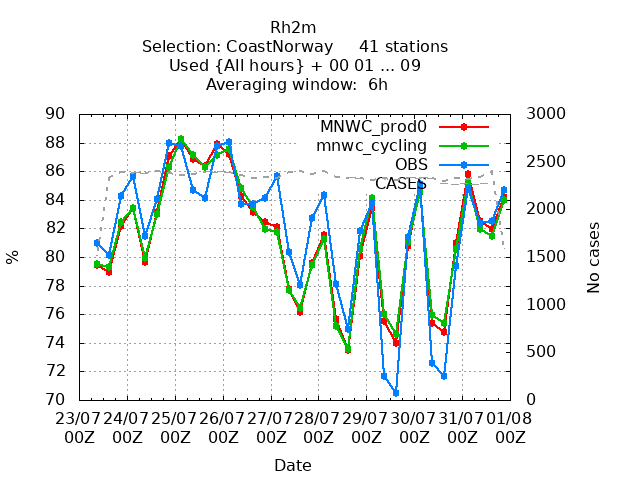 Rh2m
Selection: CoastNorway 41 stations
Used {All hours} + 00 01 ... 09
Averaging window: 6h
90 3000
MNWC_prod0
88
mnwc_cycling
2500
86
OBS
CASES
84
2000
82
80 1500
%
No cases
78
1000
76
74
500
72
70 0
23/07 24/07 25/07 26/07 27/07 28/07 29/07 30/07 31/07 01/08
00Z 00Z 00Z 00Z 00Z 00Z 00Z 00Z 00Z 00Z
Date